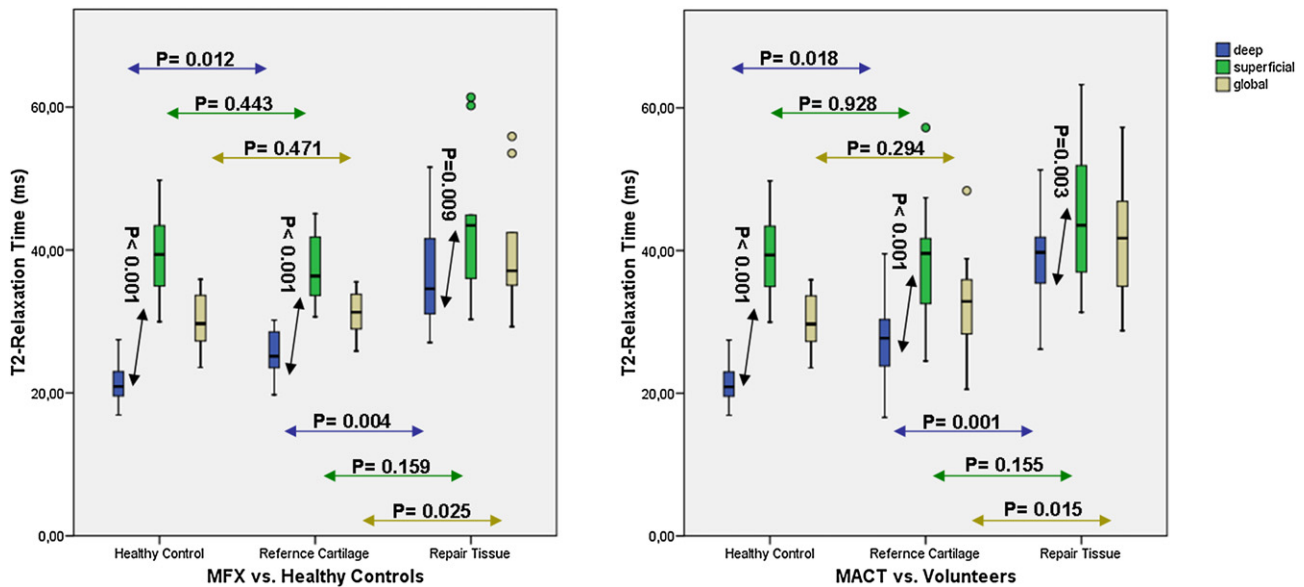 P= 0.012
P= 0.443
P= 0.471
P< 0.001
P< 0.001
P=0.009
P= 0.004
P= 0.159
P= 0.025
T2-Relaxation Time (ms)
60,00
40,00
20,00
0,00
Healthy Control
Refernce Cartilage
Repair Tissue
MFX vs. Healthy Controls
P= 0.018
P= 0.928
P= 0.294
P< 0.001
P< 0.001
P=0.003
P= 0.001
P= 0.155
P= 0.015
T2-Relaxation Time (ms)
60,00
40,00
20,00
0,00
Healthy Control
Refernce Cartilage
Repair Tissue
MACT vs. Volunteers
deep
superficial
global